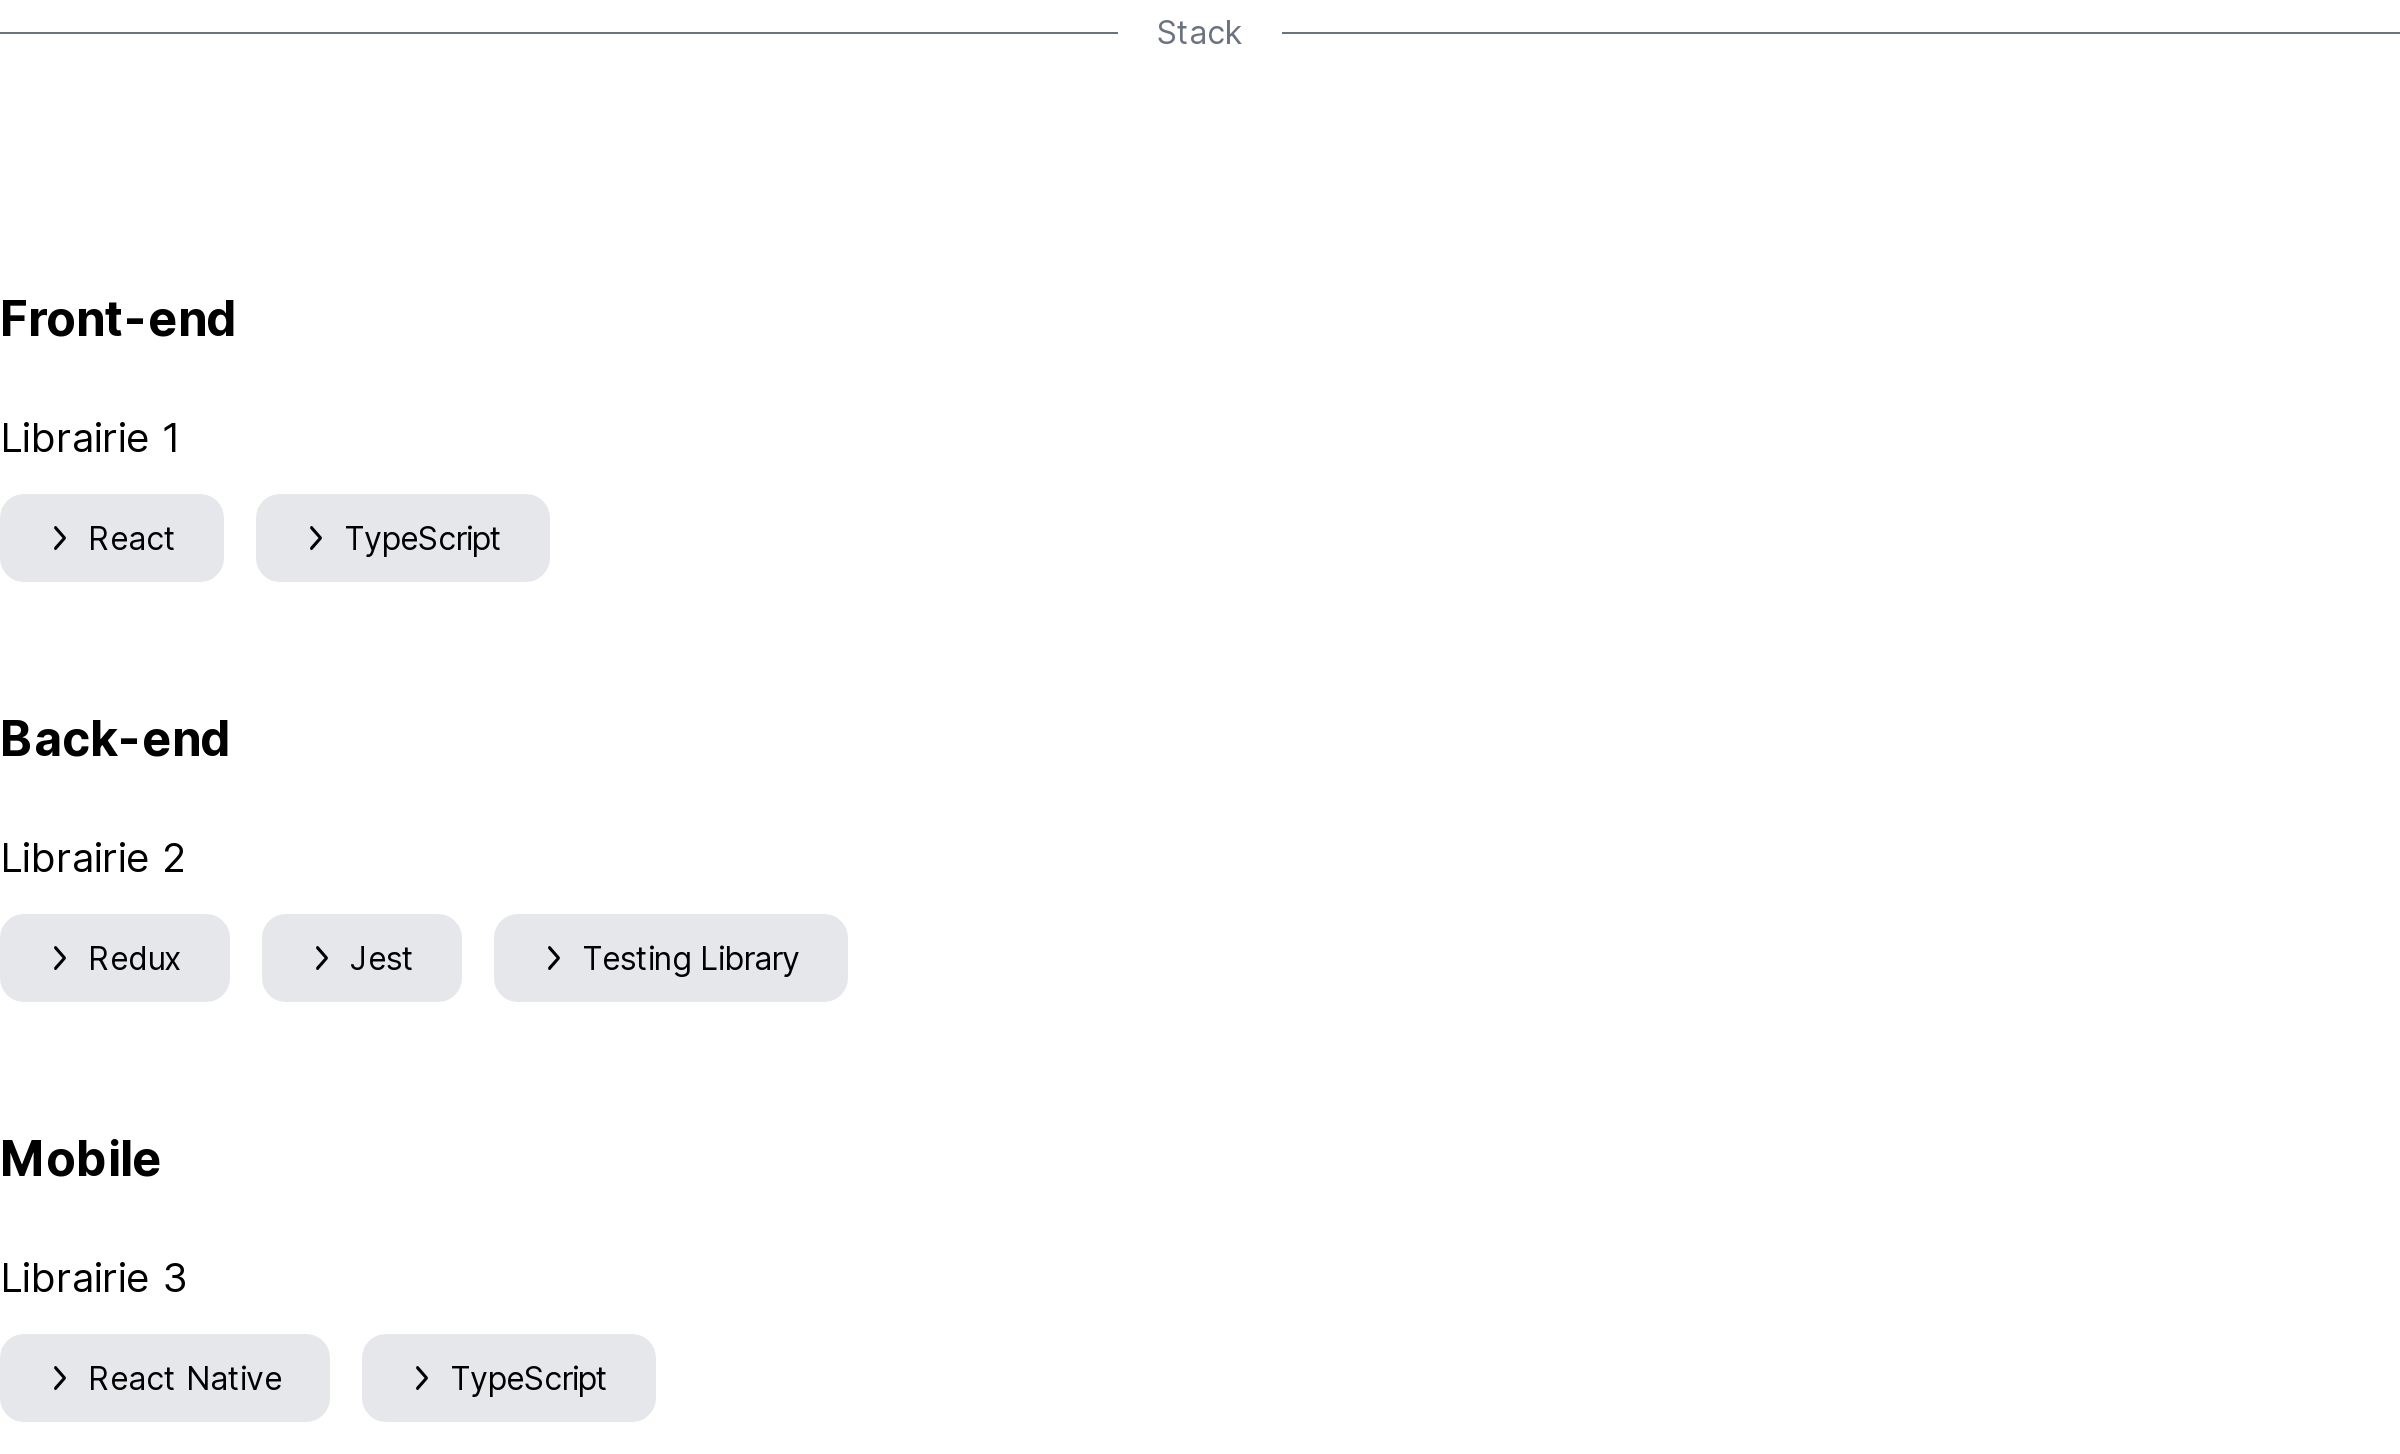 Stack
Front-end
Librairie 1
React TypeScript
Back-end
Librairie 2
Redux Jest Testing Library
Mobile
Librairie 3
React Native TypeScript